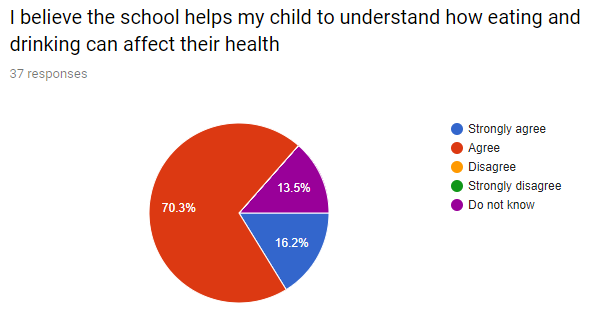 I believe the school helps my child to understand how eating and
drinking can affect their health
37 responses
Strongly agree
Agree
Disagree
Strongly disagree
Do not know
13.5%
70.3%
16.2%